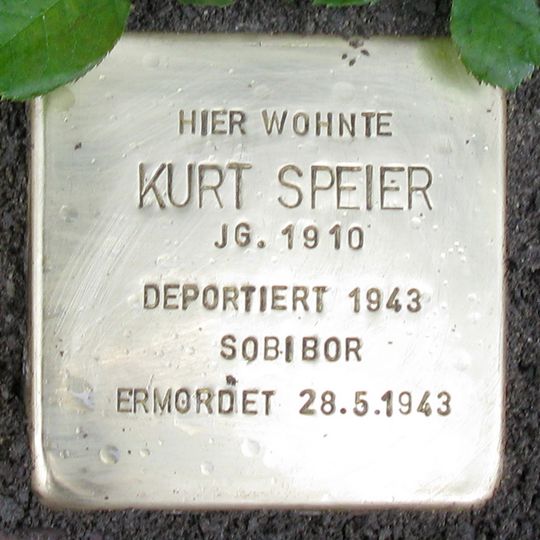 HIER WOHNTE
KURT SPEIER
JG. 1910
DEPORTIERT 1943
SOBIBOR
ERMORDET 28.5.1943